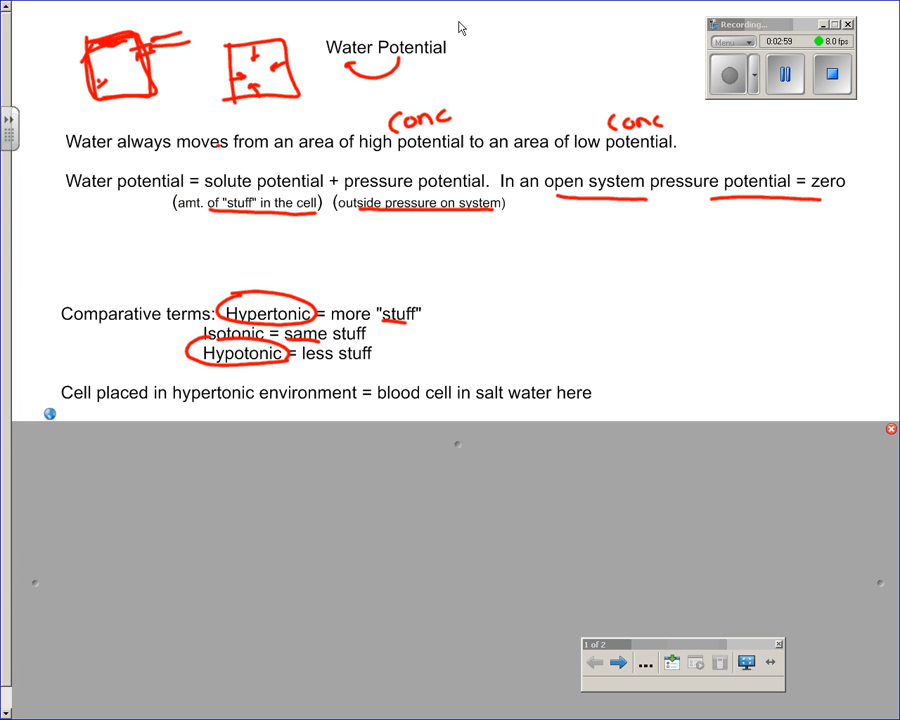 Recording...
Menu
0:02:59
8.0 fps
Water Potential
conc conc
Water always moves from an area of high potential to an area of low potential.
Water potential = solute potential + pressure potential. In an open system pressure potential = zero
(amt. of "stuff" in the cell) (outside pressure on system)
Comparative terms: Hypertonic = more "stuff"
Isotonic = same stuff
Hypotonic = less stuff
Cell placed in hypertonic environment = blood cell in salt water here
1 of 2